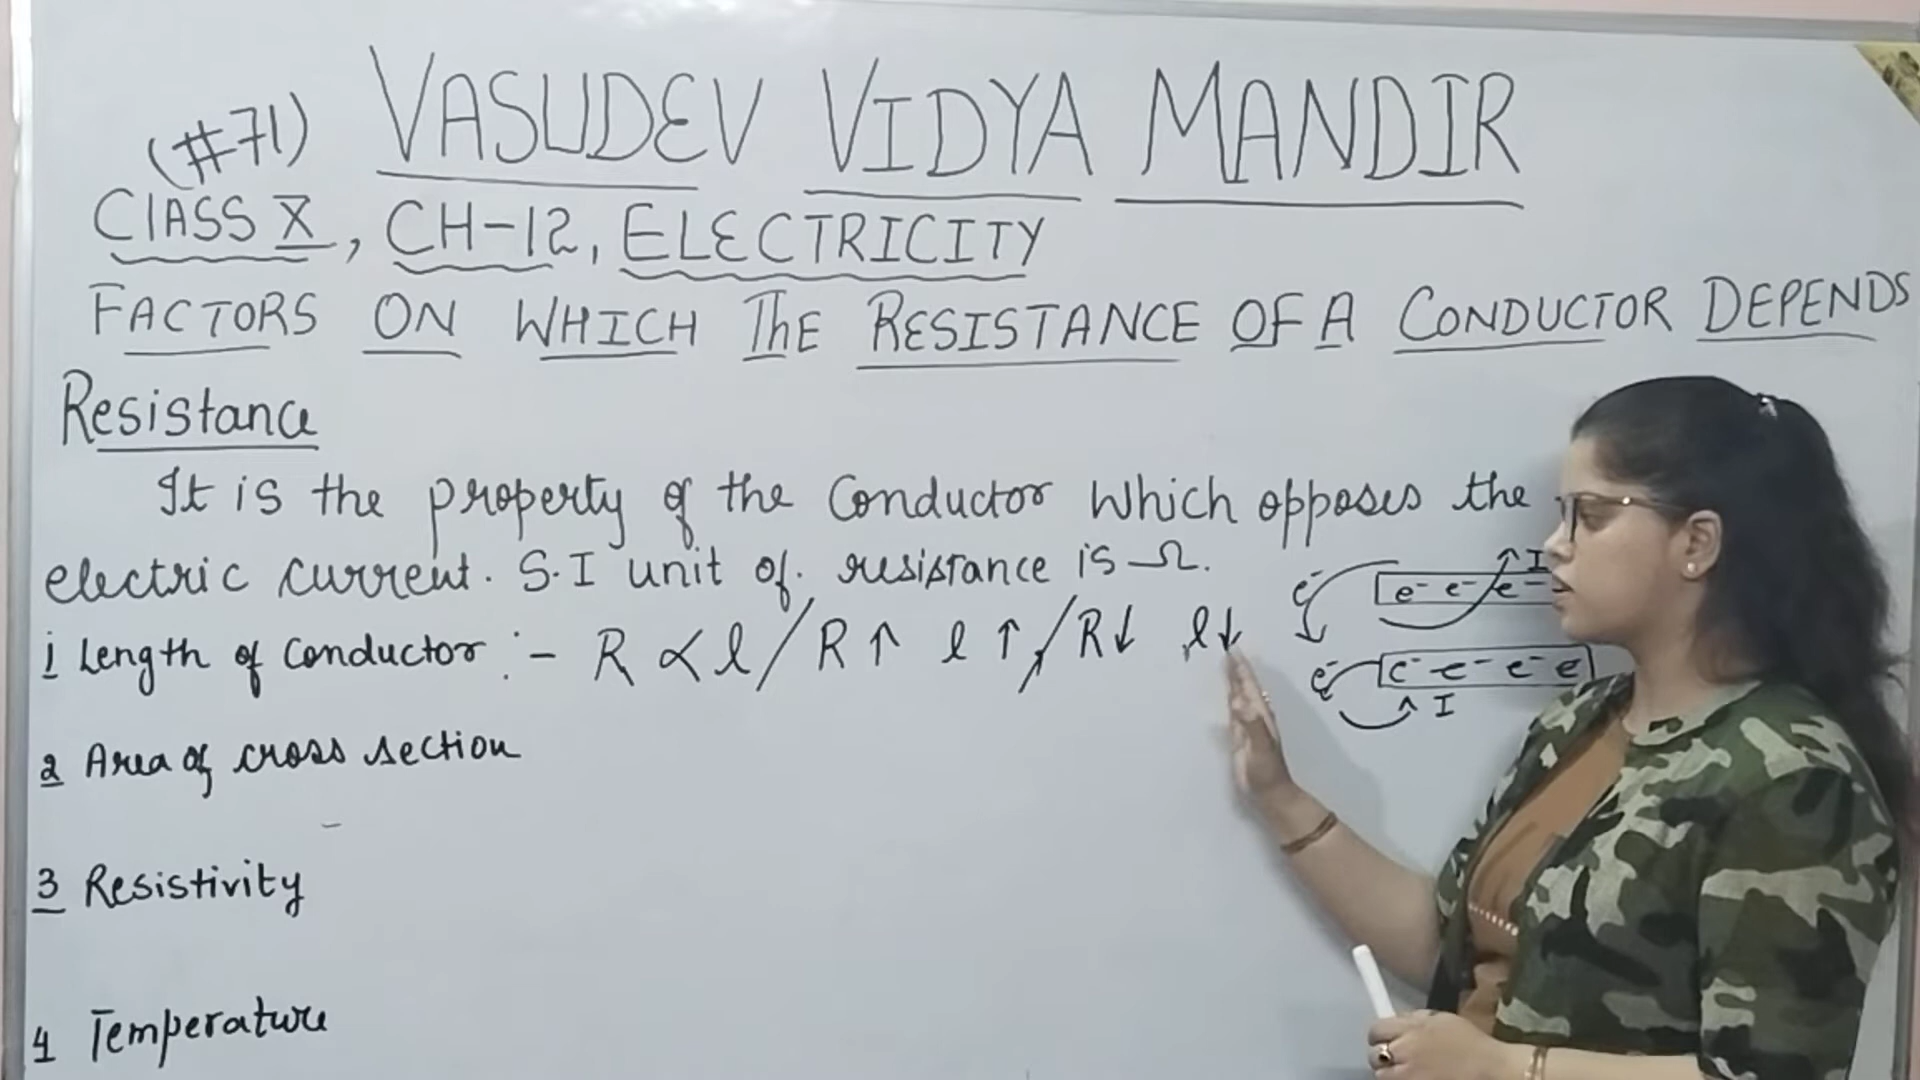 (#71) VASUDEV VIDYA MANDIR
CLASS X, CH-12, ELECTRICITY
FACTORS ON WHICH ThE RESISTANCE OF A CONDUCTOR DEPENDS
Resistance
It is the property of the Conductor which opposes the
electric current. S.I unit of. resistance is Ω.
1 Length of Conductor :- R ∝ l / R ↑ l ↑ / R↓ l↓
2 Area of cross section
3 Resistivity
4 Temperature
e⁻ e⁻ e⁻ e⁻ I
e⁻ e⁻ e⁻ e⁻ e
I